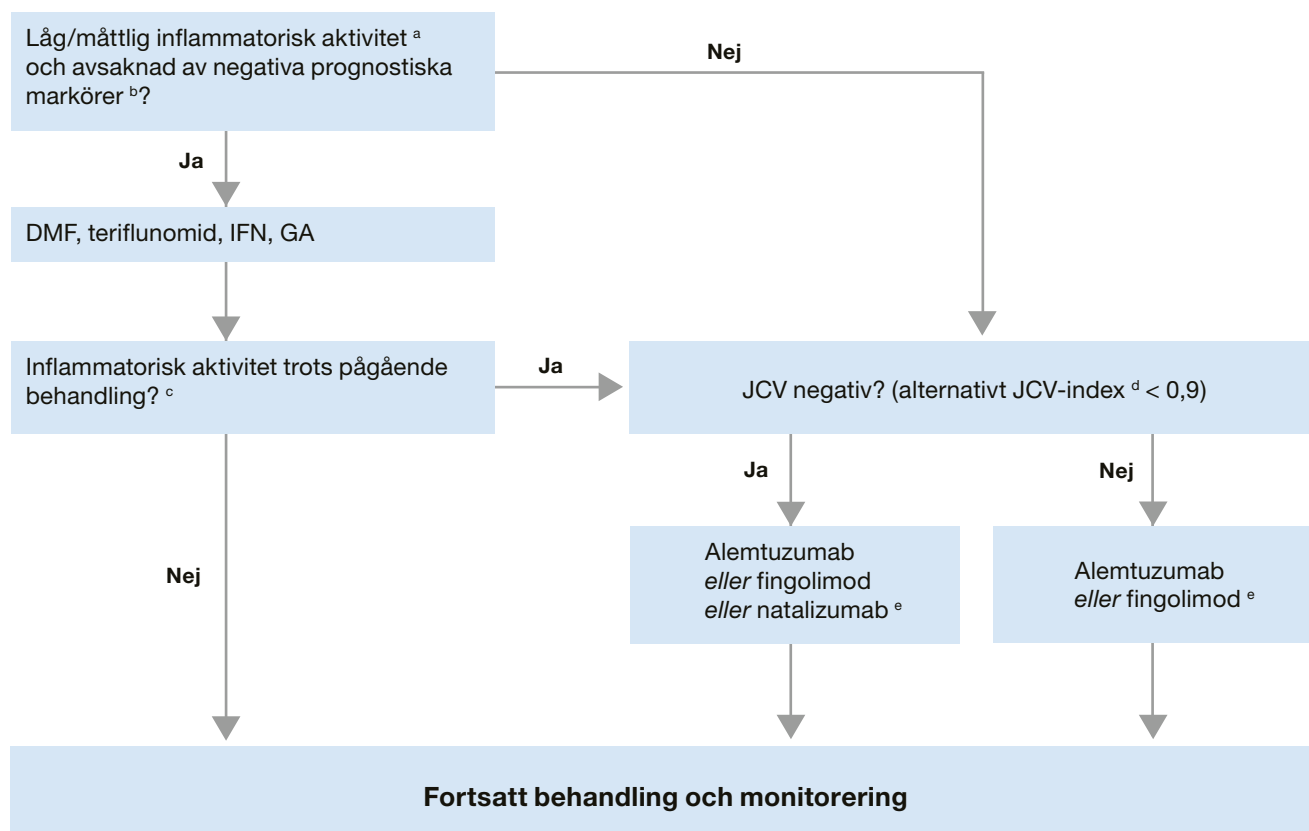 Låg/måttlig inflammatorisk aktivitet ᵃ
och avsaknad av negativa prognostiska
markörer ᵇ?
Nej
Ja
DMF, teriflunomid, IFN, GA
Inflammatorisk aktivitet trots pågående
behandling? ᶜ
Ja
JCV negativ? (alternativt JCV-index ᵈ < 0,9)
Ja
Nej
Nej
Alemtuzumab
eller fingolimod
eller natalizumab ᵉ
Alemtuzumab
eller fingolimod ᵉ
Fortsatt behandling och monitorering